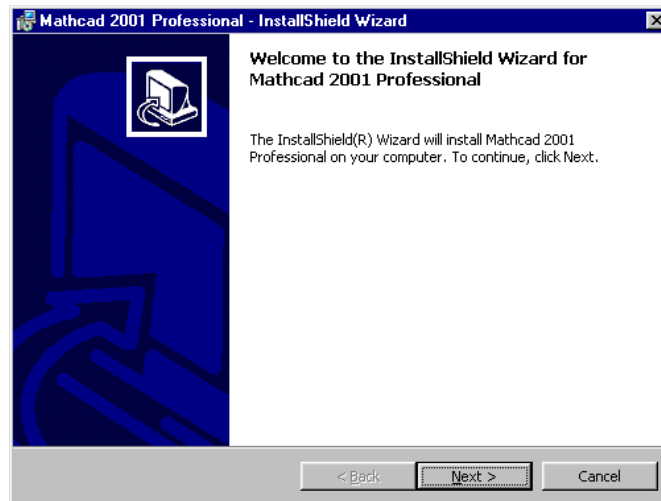 Mathcad 2001 Professional - InstallShield Wizard
Welcome to the InstallShield Wizard for
Mathcad 2001 Professional
The InstallShield(R) Wizard will install Mathcad 2001
Professional on your computer. To continue, click Next.
< Back Next > Cancel